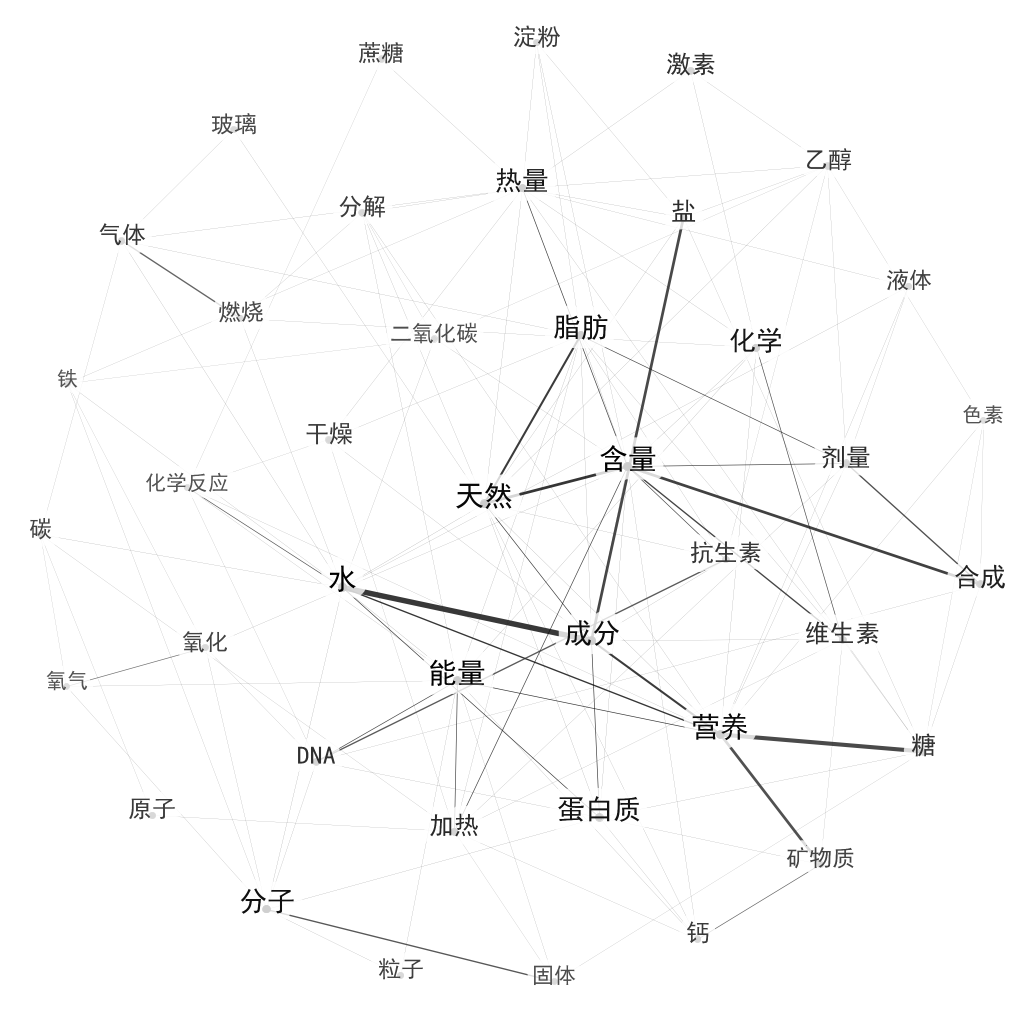 淀粉
蔗糖
激素
玻璃
乙醇
热量
分解
盐
气体
液体
燃烧
二氧化碳
脂肪
化学
铁
色素
干燥
含量
剂量
化学反应
天然
碳
抗生素
水
合成
成分
维生素
氧化
能量
氧气
营养
糖
DNA
原子
加热
蛋白质
矿物质
分子
钙
粒子
固体